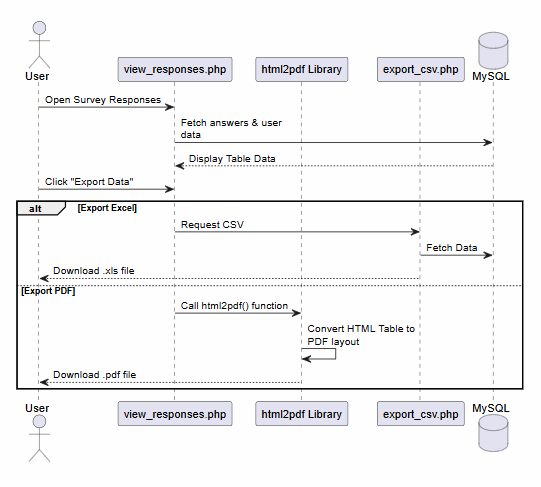 User
view_responses.php
html2pdf Library
export_csv.php
MySQL
Open Survey Responses
Fetch answers & user
data
Display Table Data
Click "Export Data"
alt
[Export Excel]
Request CSV
Fetch Data
Download .xls file
[Export PDF]
Call html2pdf() function
Convert HTML Table to
PDF layout
Download .pdf file
User
view_responses.php
html2pdf Library
export_csv.php
MySQL